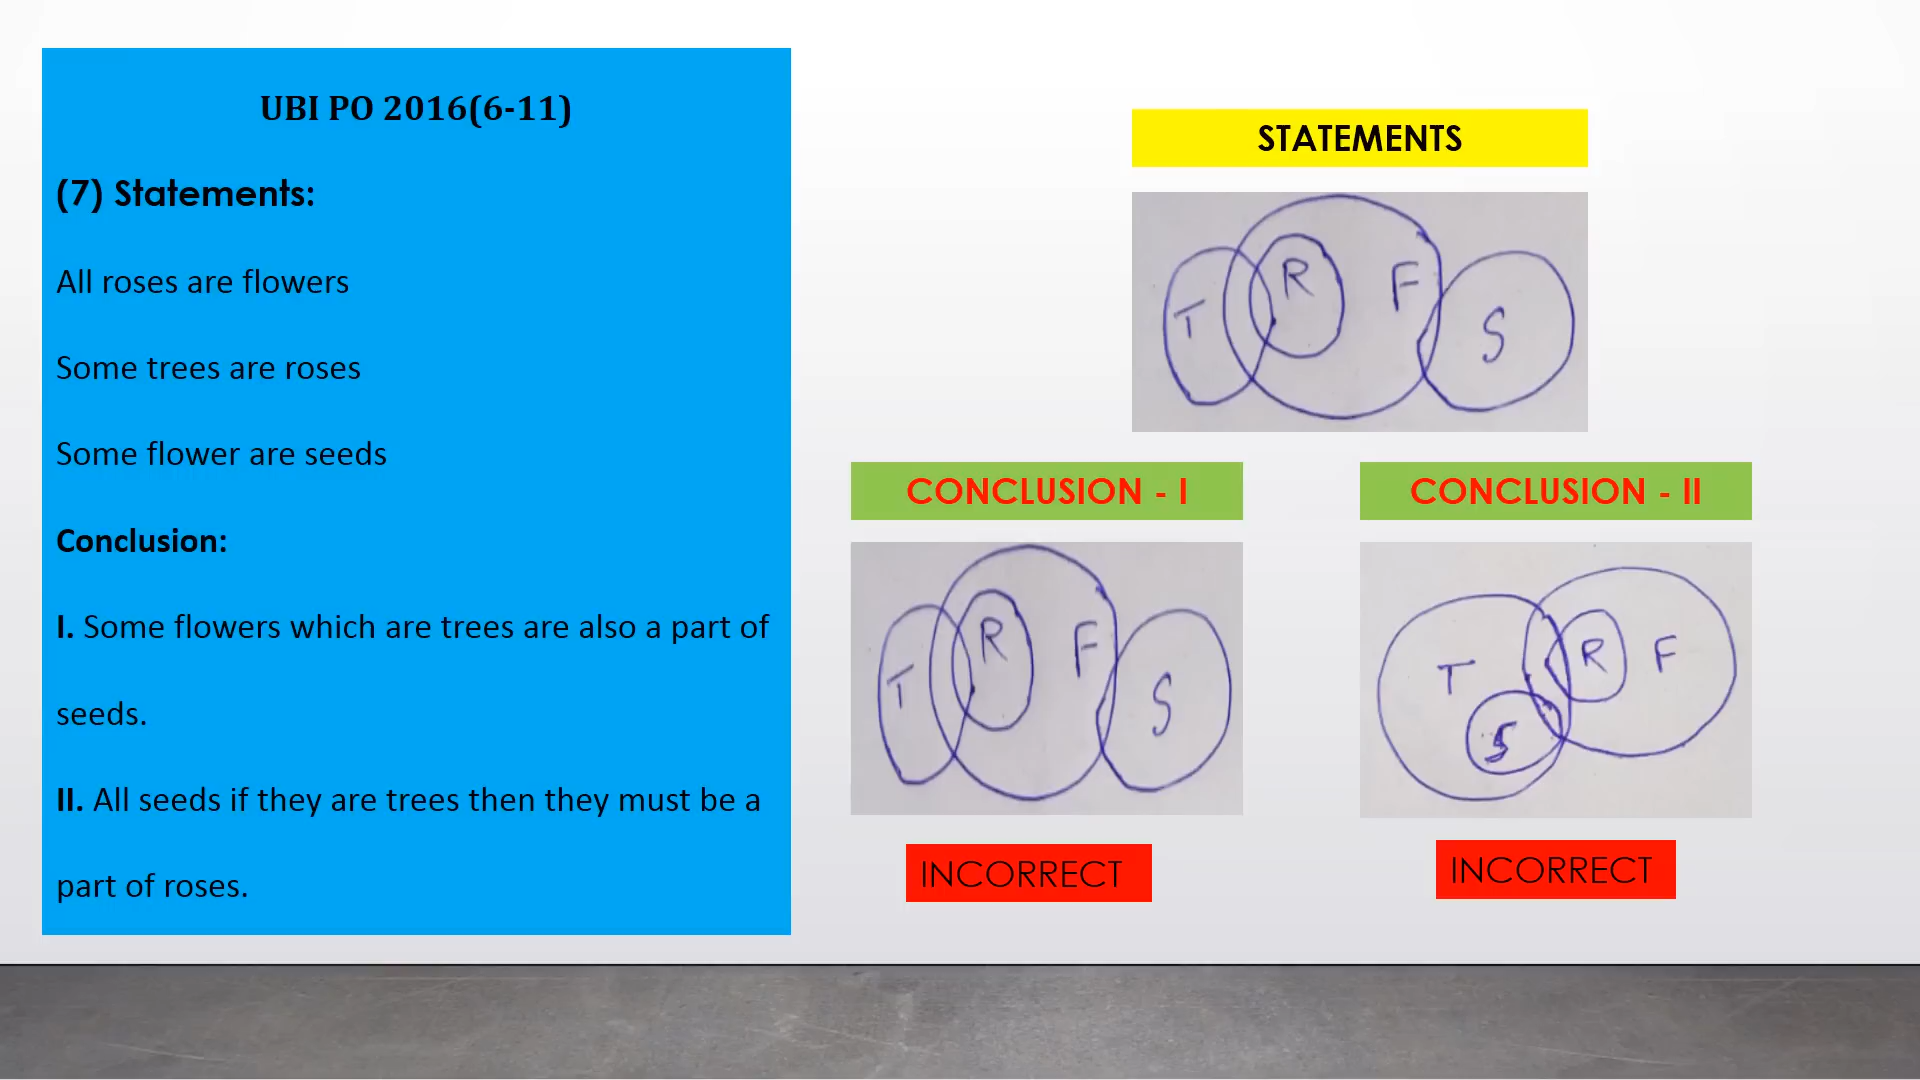 UBI PO 2016(6-11)
(7) Statements:
All roses are flowers
Some trees are roses
Some flower are seeds
Conclusion:
I. Some flowers which are trees are also a part of
seeds.
II. All seeds if they are trees then they must be a
part of roses.
STATEMENTS
T R F S
CONCLUSION - I
T R F S
INCORRECT
CONCLUSION - II
T R F
S
INCORRECT